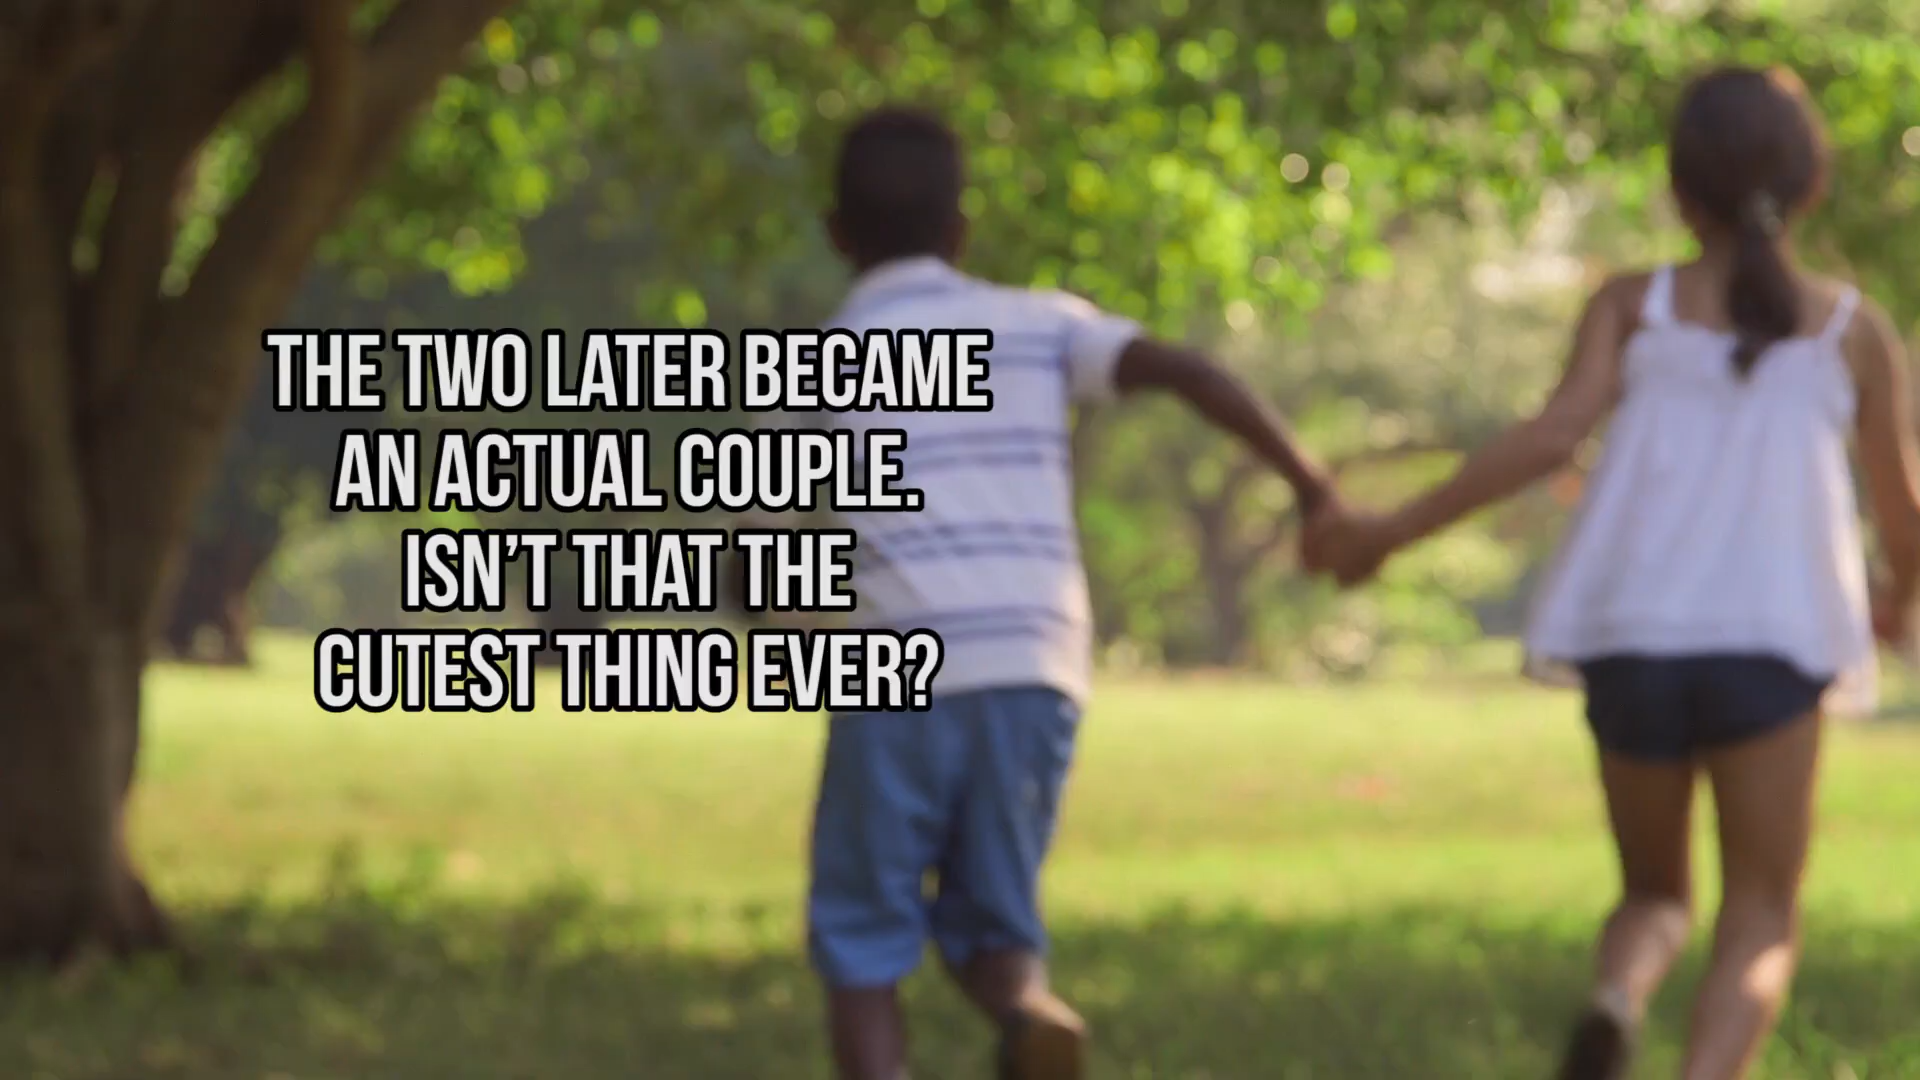 THE TWO LATER BECAME
AN ACTUAL COUPLE.
ISN’T THAT THE
CUTEST THING EVER?